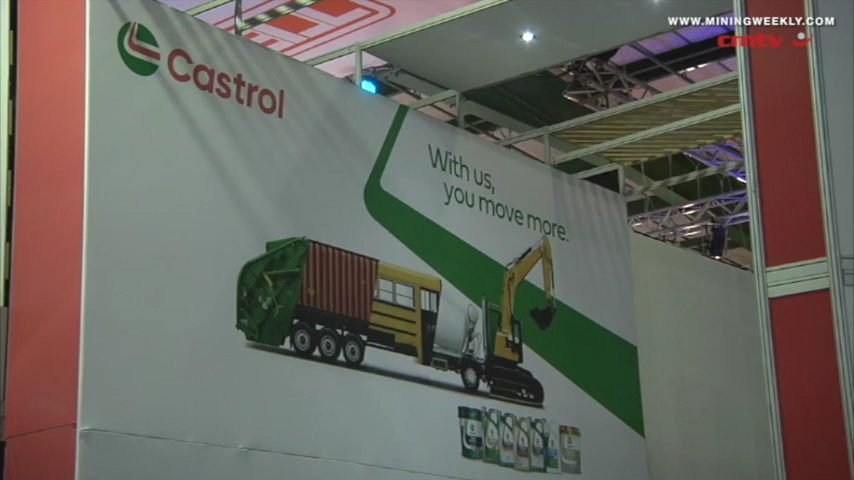 WWW.MININGWEEKLY.COM
cmtv
Castrol
With us,
you move more.